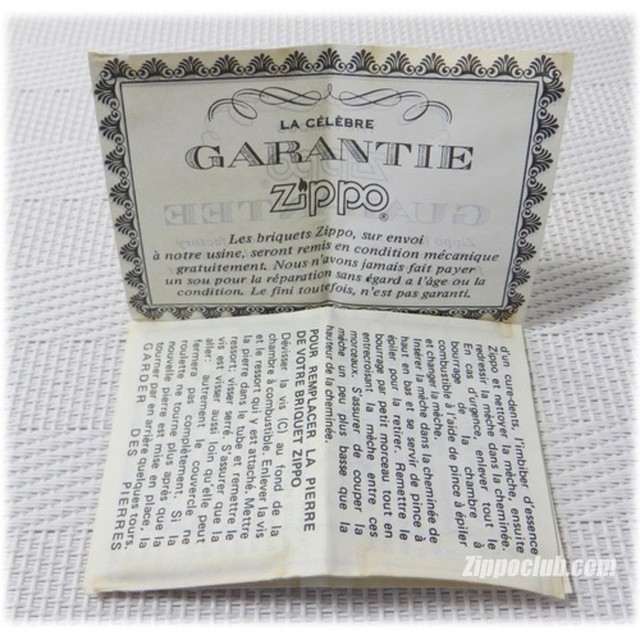 LA CÉLÈBRE
GARANTIE
Zippo®
Les briquets Zippo, sur envoi
à notre usine, seront remis en condition mécanique
gratuitement. Nous n'avons jamais fait payer
un sou pour la réparation sans égard à l'âge ou la
condition. Le fini toutefois, n'est pas garanti.
d'un cure-dents, l'imbiber d'essence
Zippo et nettoyer la mèche, ensuite
redresser la mèche dans la cheminée.
En cas d'urgence, enlever tout le
bourrage de la chambre à
combustible à l'aide de pince à épiler
et changer la mèche.
Insérer la mèche dans la cheminée de
haut en bas et se servir de pince à
épiler pour la retirer. Remettre le
bourrage par petit morceau tout en
entrecroisant la mèche entre ces
morceaux. S'assurer de couper la
mèche un peu plus basse que la
hauteur de la cheminée.
POUR REMPLACER LA PIERRE
DE VOTRE BRIQUET ZIPPO
Dévisser la vis (C) au fond de la
chambre à combustible. Enlever la vis
et le ressort qui y est attaché. Mettre
la pierre dans le tube et remettre le
ressort; visser serré. S'assurer que la
vis est visser aussi loin qu'elle peut
aller; autrement le couvercle ne
fermera pas complètement. Si la
roulette ne tourne plus après que la
nouvelle pierre est mise en place, la
tourner par en arrière quelques tours.
GARDER DES PIERRES
Zippoclub.com